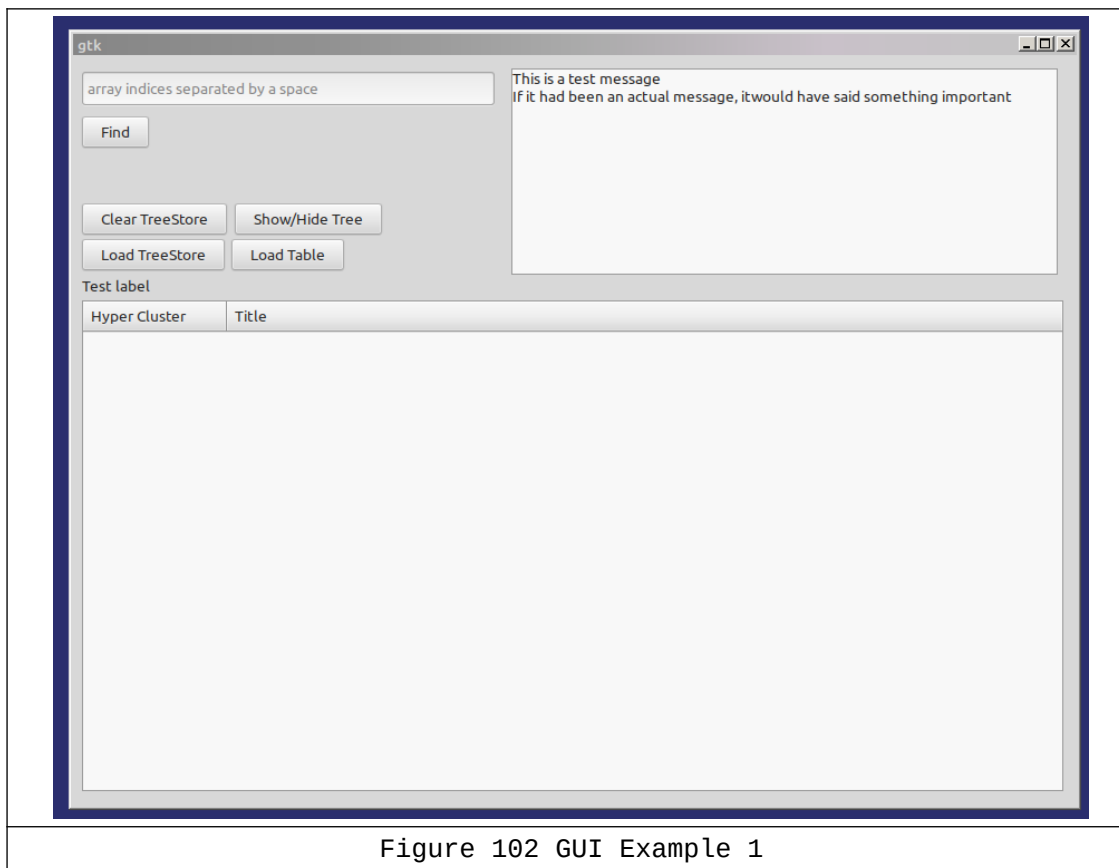 gtk
array indices separated by a space
Find
This is a test message
If it had been an actual message, itwould have said something important
Clear TreeStore
Show/Hide Tree
Load TreeStore
Load Table
Test label
Hyper Cluster
Title
Figure 102 GUI Example 1